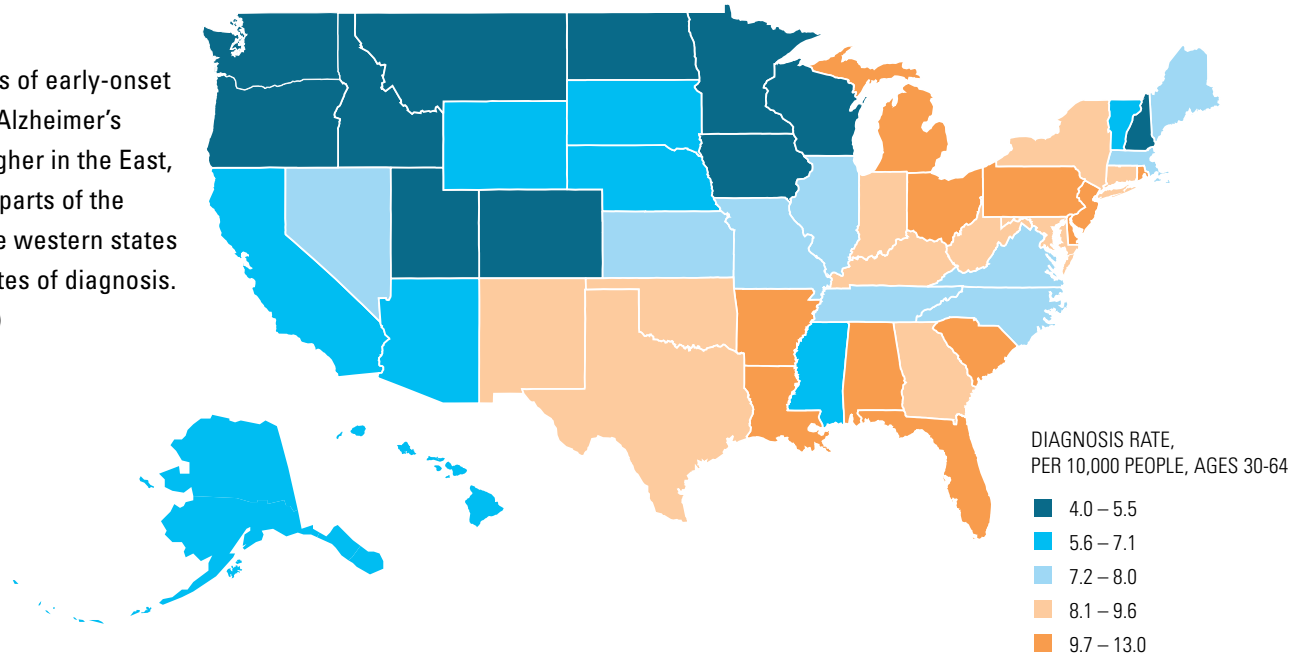 s of early-onset
Alzheimer's
gher in the East,
parts of the
e western states
tes of diagnosis.
)
DIAGNOSIS RATE,
PER 10,000 PEOPLE, AGES 30-64
4.0 – 5.5
5.6 – 7.1
7.2 – 8.0
8.1 – 9.6
9.7 – 13.0